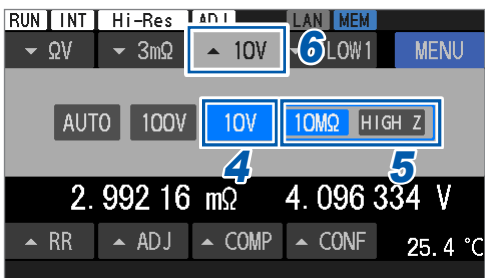 RUN INT Hi-Res ADJ LAN MEM
ΩV 3mΩ 10V 6 SLOW1 MENU
AUTO 100V 10V 10MΩ HIGH Z
4 5
2.992 16 mΩ 4.096 334 V
RR ADJ COMP CONF 25.4 °C